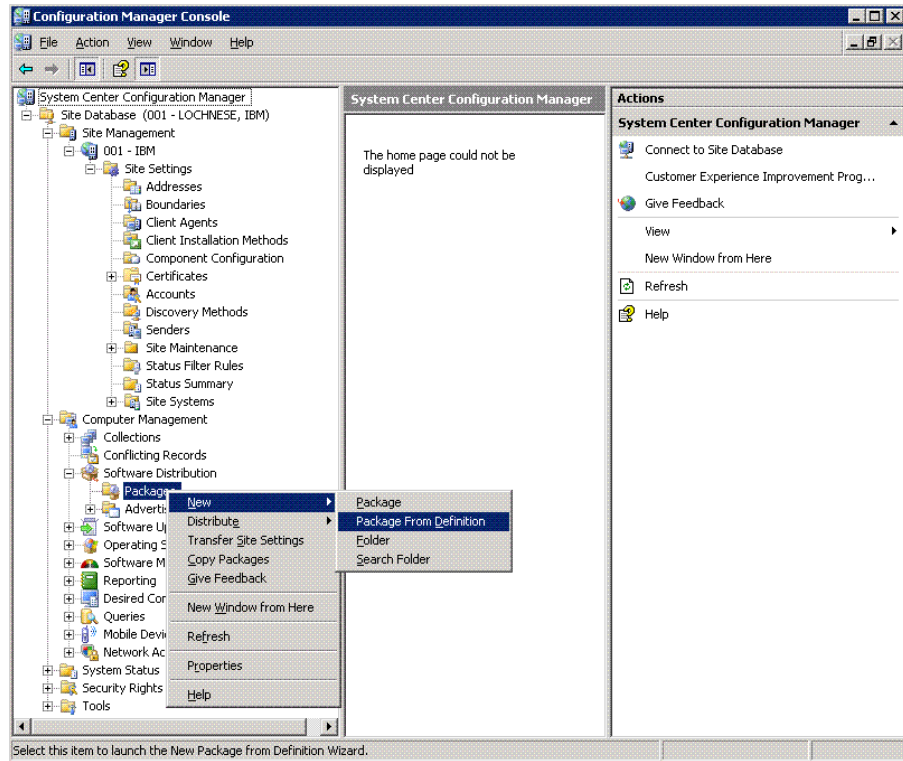 Configuration Manager Console
File Action View Window Help
System Center Configuration Manager
Site Database (001 - LOCHNESE, IBM)
Site Management
001 - IBM
Site Settings
Addresses
Boundaries
Client Agents
Client Installation Methods
Component Configuration
Certificates
Accounts
Discovery Methods
Senders
Site Maintenance
Status Filter Rules
Status Summary
Site Systems
Computer Management
Collections
Conflicting Records
Software Distribution
Packages
Advertis
Software Up
Operating S
Software M
Reporting
Desired Con
Queries
Mobile Devi
Network Ac
System Status
Security Rights
Tools
New
Distribute
Transfer Site Settings
Copy Packages
Give Feedback
New Window from Here
Refresh
Properties
Help
Package
Package From Definition
Folder
Search Folder
System Center Configuration Manager
The home page could not be
displayed
Actions
System Center Configuration Manager
Connect to Site Database
Customer Experience Improvement Prog...
Give Feedback
View
New Window from Here
Refresh
Help
Select this item to launch the New Package from Definition Wizard.